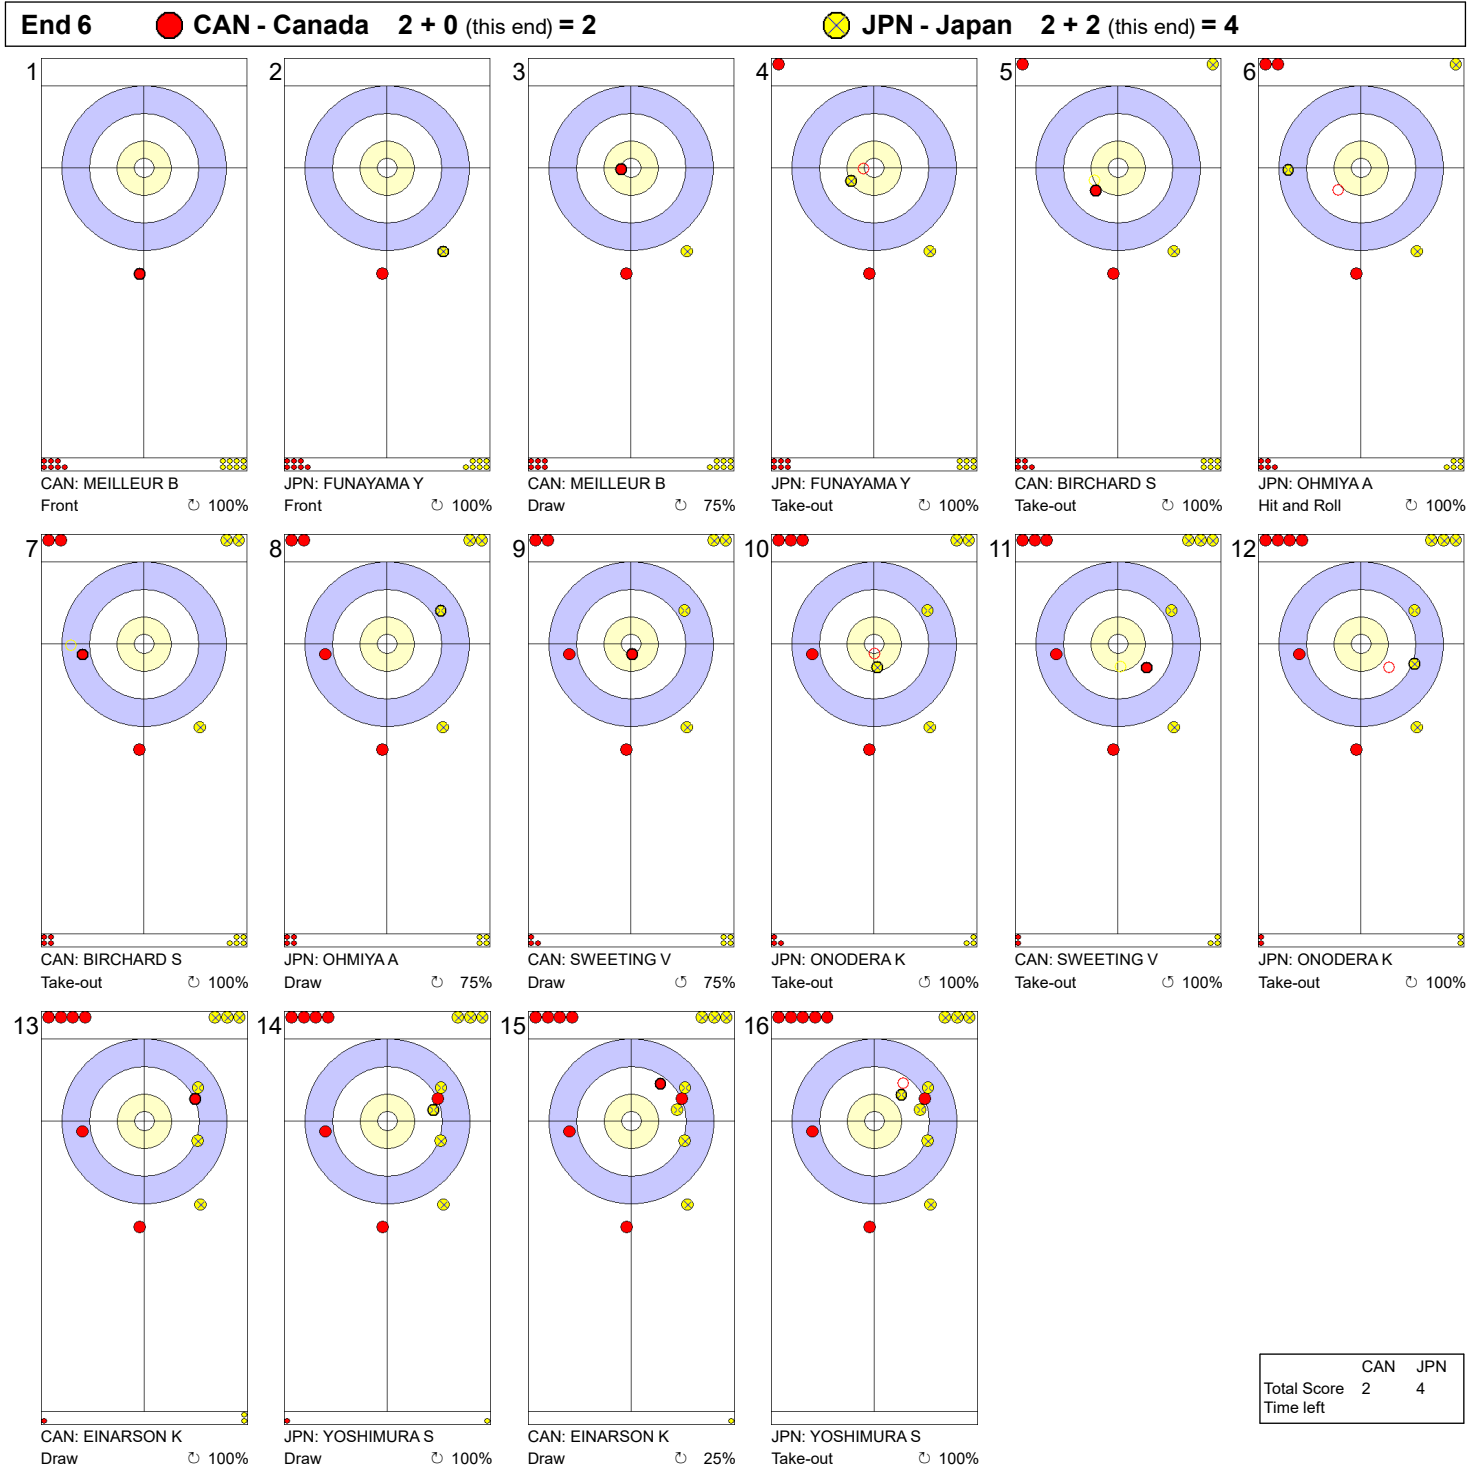 End 6 CAN - Canada 2 + 0 (this end) = 2 JPN - Japan 2 + 2 (this end) = 4
1 2 3 4 5 6
CAN: MEILLEUR B JPN: FUNAYAMA Y CAN: MEILLEUR B JPN: FUNAYAMA Y CAN: BIRCHARD S JPN: OHMIYA A
Front ↻ 100% Front ↻ 100% Draw ↻ 75% Take-out ↻ 100% Take-out ↻ 100% Hit and Roll ↻ 100%
7 8 9 10 11 12
CAN: BIRCHARD S JPN: OHMIYA A CAN: SWEETING V JPN: ONODERA K CAN: SWEETING V JPN: ONODERA K
Take-out ↻ 100% Draw ↻ 75% Draw ↺ 75% Take-out ↺ 100% Take-out ↺ 100% Take-out ↻ 100%
13 14 15 16
CAN: EINARSON K JPN: YOSHIMURA S CAN: EINARSON K JPN: YOSHIMURA S
Draw ↻ 100% Draw ↻ 100% Draw ↻ 25% Take-out ↻ 100%
CAN JPN
Total Score 2 4
Time left